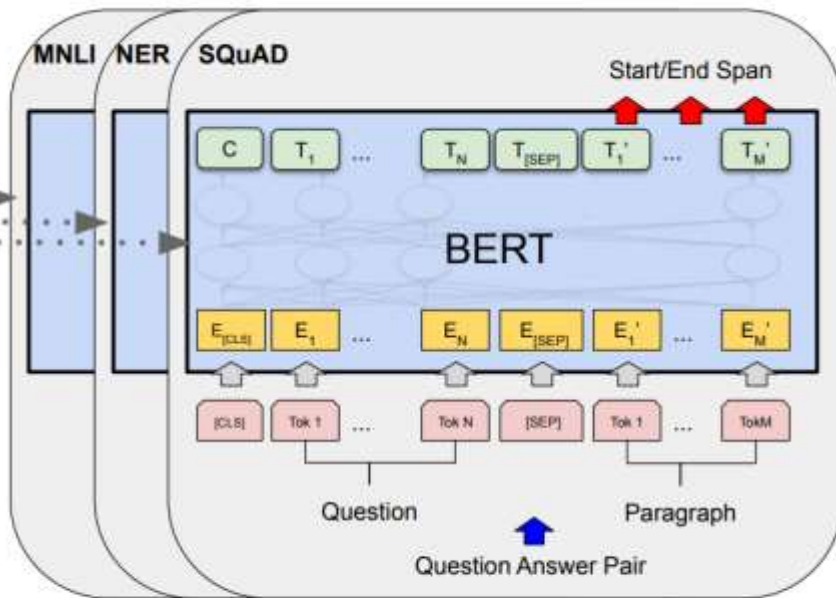 MNLI NER SQuAD
Start/End Span
C T1 ... TN T[SEP] T1' ... TM'
BERT
E[CLS] E1 ... EN E[SEP] E1' ... EM'
[CLS] Tok 1 ... Tok N [SEP] Tok 1 ... TokM
Question Paragraph
Question Answer Pair